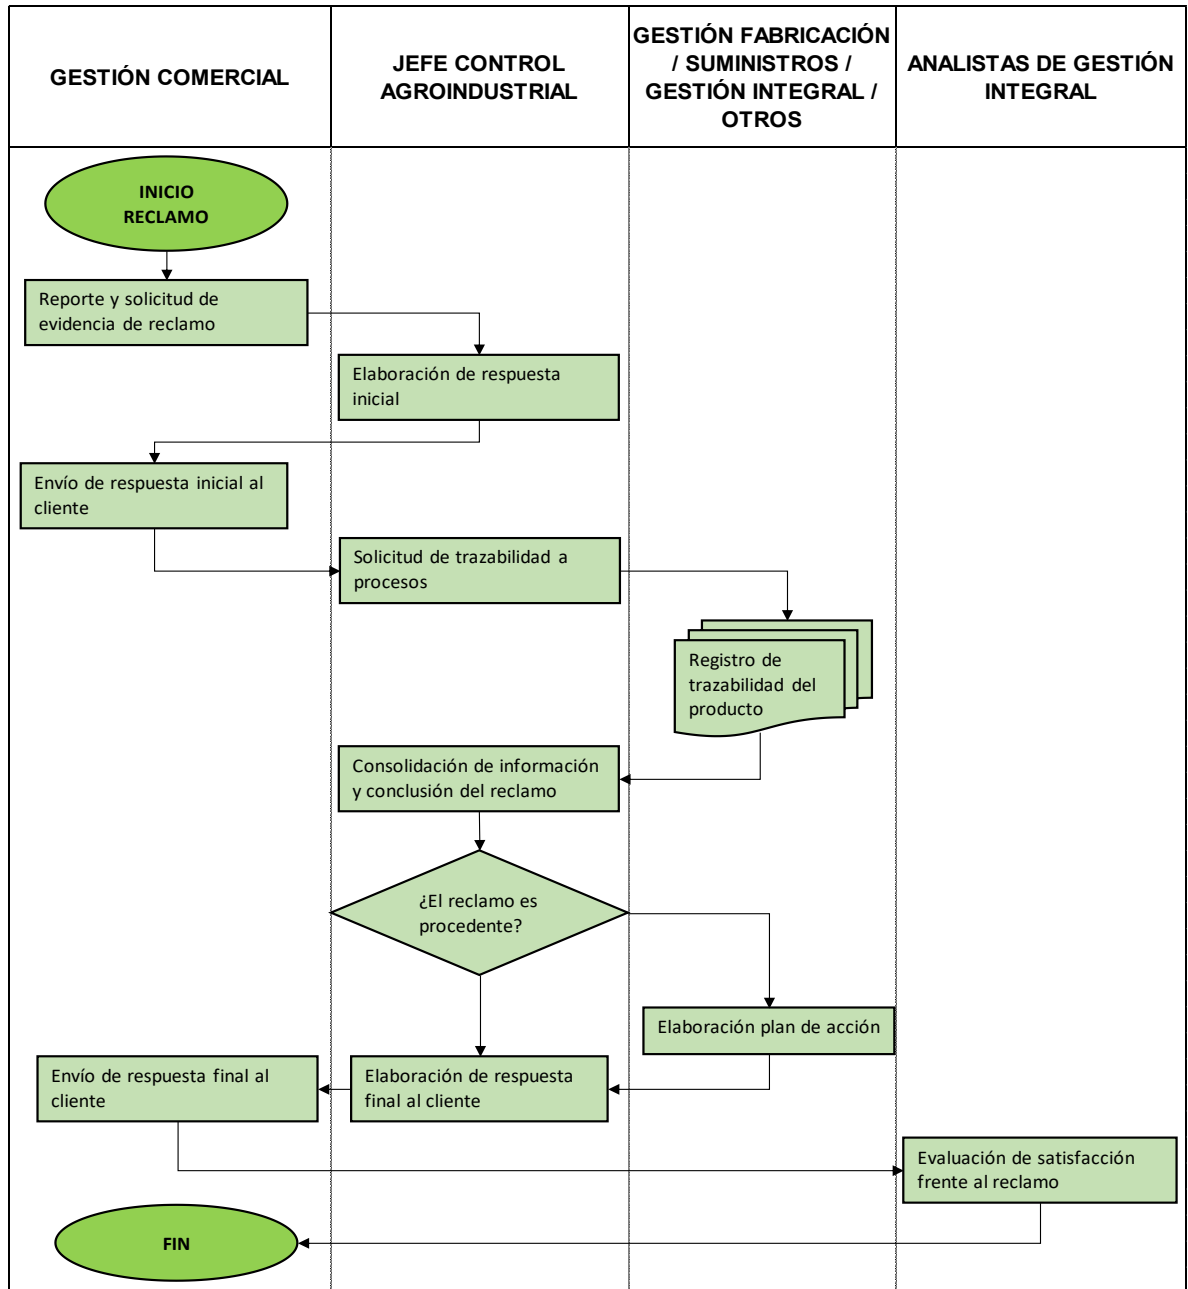 GESTIÓN COMERCIAL
JEFE CONTROL
AGROINDUSTRIAL
GESTIÓN FABRICACIÓN
/ SUMINISTROS /
GESTIÓN INTEGRAL /
OTROS
ANALISTAS DE GESTIÓN
INTEGRAL
INICIO
RECLAMO
Reporte y solicitud de
evidencia de reclamo
Elaboración de respuesta
inicial
Envío de respuesta inicial al
cliente
Solicitud de trazabilidad a
procesos
Registro de
trazabilidad del
producto
Consolidación de información
y conclusión del reclamo
¿El reclamo es
procedente?
Elaboración plan de acción
Elaboración de respuesta
final al cliente
Envío de respuesta final al
cliente
Evaluación de satisfacción
frente al reclamo
FIN